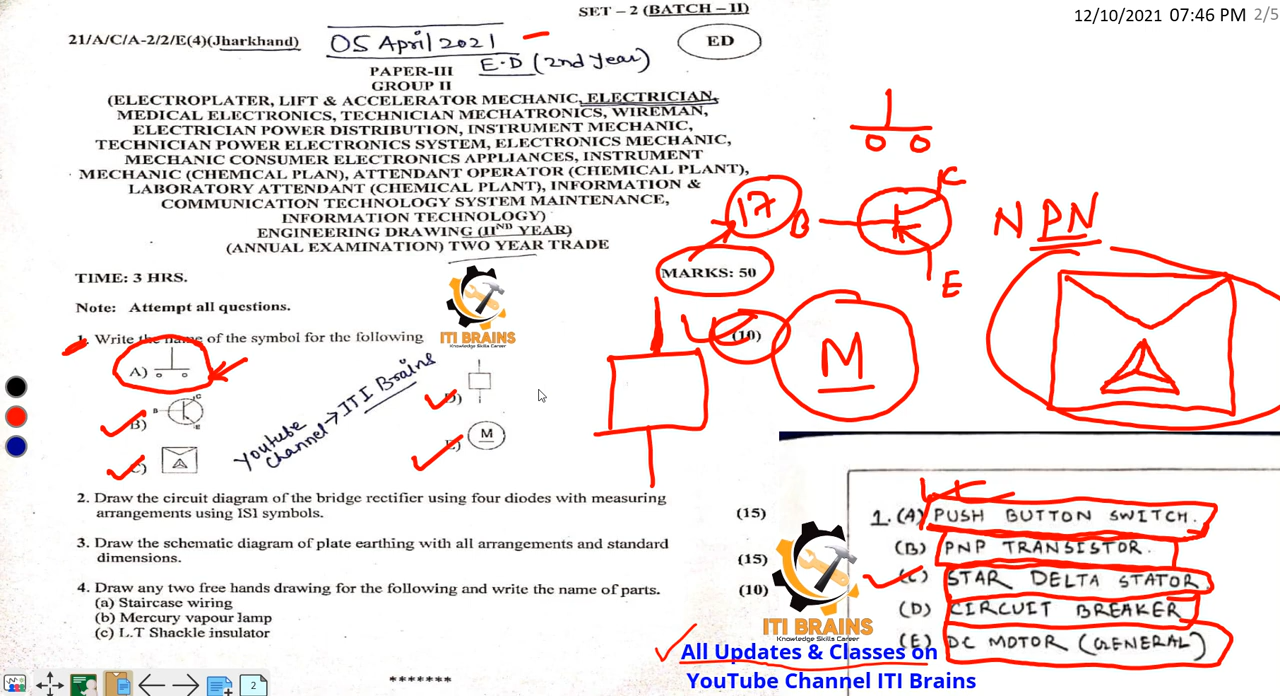 SET – 2 (BATCH – II)
12/10/2021 07:46 PM 2/5
21/A/C/A-2/2/E(4)(Jharkhand)
05 April 2021
ED
E.D (2nd Year)
PAPER-III
GROUP II
(ELECTROPLATER, LIFT & ACCELERATOR MECHANIC, ELECTRICIAN,
MEDICAL ELECTRONICS, TECHNICIAN MECHATRONICS, WIREMAN,
ELECTRICIAN POWER DISTRIBUTION, INSTRUMENT MECHANIC,
TECHNICIAN POWER ELECTRONICS SYSTEM, ELECTRONICS MECHANIC,
MECHANIC CONSUMER ELECTRONICS APPLIANCES, INSTRUMENT
MECHANIC (CHEMICAL PLAN), ATTENDANT OPERATOR (CHEMICAL PLANT),
LABORATORY ATTENDANT (CHEMICAL PLANT), INFORMATION &
COMMUNICATION TECHNOLOGY SYSTEM MAINTENANCE,
INFORMATION TECHNOLOGY)
ENGINEERING DRAWING (IIND YEAR)
(ANNUAL EXAMINATION) TWO YEAR TRADE
TIME: 3 HRS.
MARKS: 50
17
B
C
E
N PN
M
Note: Attempt all questions.
ITI BRAINS
Knowledge Skills Career
1. Write the name of the symbol for the following
(10)
A)
B)
B
C
E
C)
D)
E)
M
Youtube
Channel → ITI Brains
2. Draw the circuit diagram of the bridge rectifier using four diodes with measuring
arrangements using ISI symbols.
(15)
3. Draw the schematic diagram of plate earthing with all arrangements and standard
dimensions.
(15)
4. Draw any two free hands drawing for the following and write the name of parts.
(10)
(a) Staircase wiring
(b) Mercury vapour lamp
(c) L.T Shackle insulator
*******
1. (A) PUSH BUTTON SWITCH.
(B) PNP TRANSISTOR.
(C) STAR DELTA STATOR
(D) CIRCUIT BREAKER
(E) DC MOTOR (GENERAL)
ITI BRAINS
Knowledge Skills Career
All Updates & Classes on
YouTube Channel ITI Brains
2